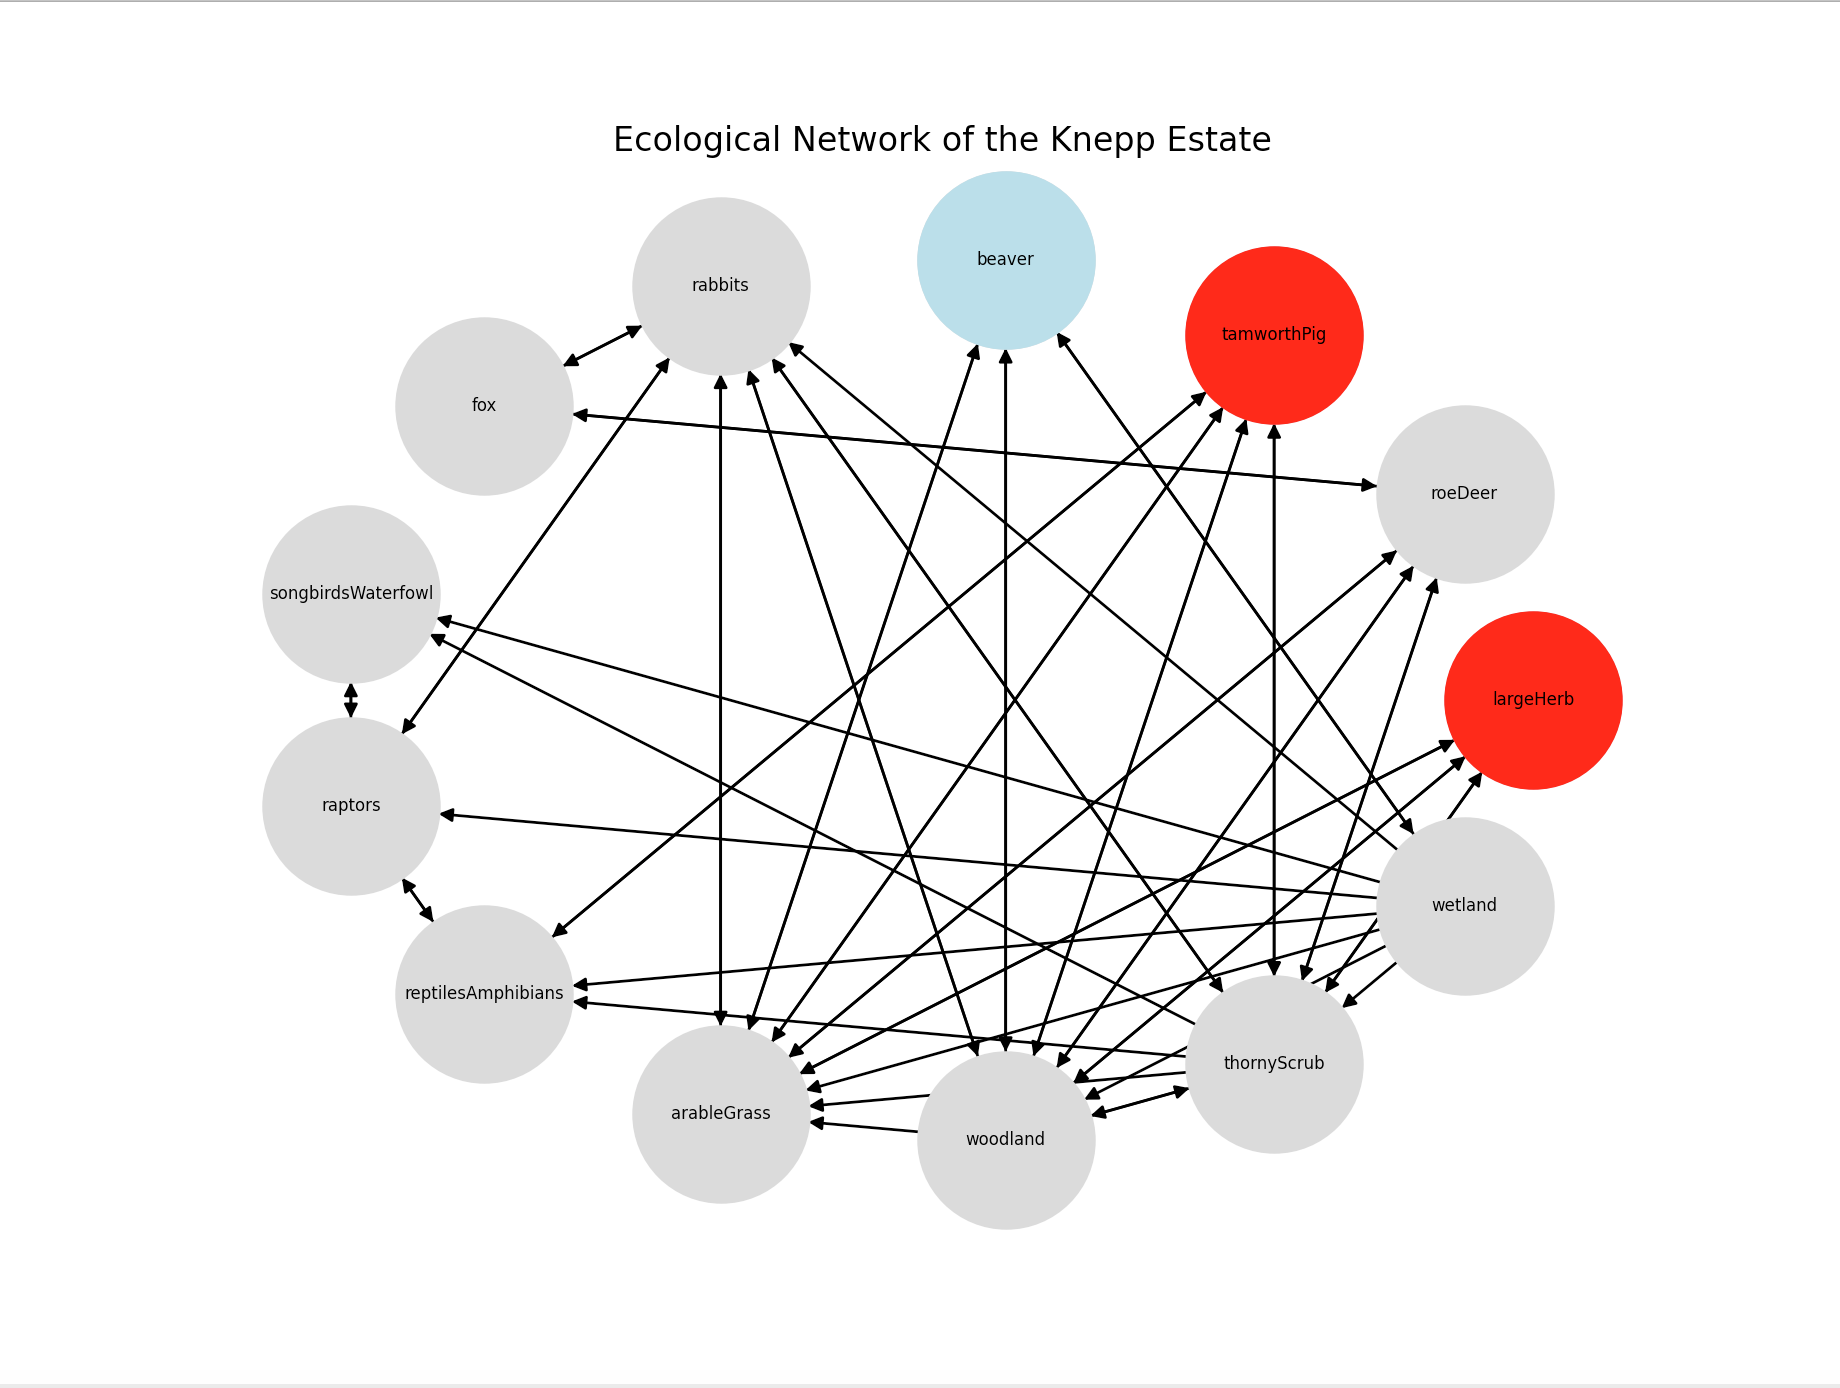 Ecological Network of the Knepp Estate
beaver
rabbits
tamworthPig
fox
roeDeer
songbirdsWaterfowl
largeHerb
raptors
wetland
reptilesAmphibians
thornyScrub
arableGrass
woodland